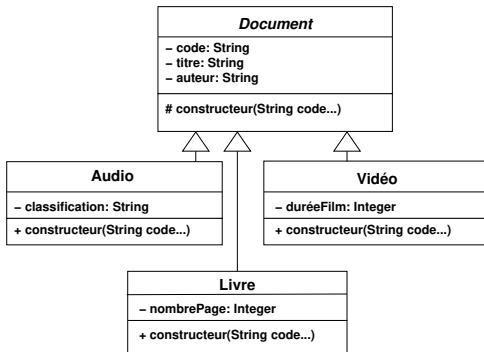 Document
– code: String
– titre: String
– auteur: String
# constructeur(String code...)
Audio
– classification: String
+ constructeur(String code...)
Vidéo
– duréeFilm: Integer
+ constructeur(String code...)
Livre
– nombrePage: Integer
+ constructeur(String code...)